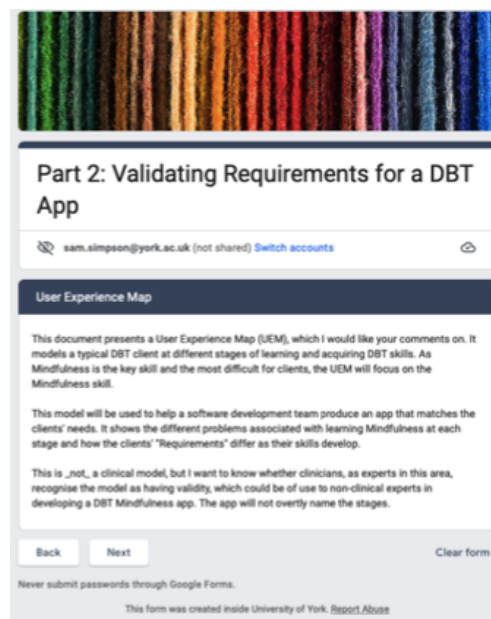 Part 2: Validating Requirements for a DBT
App
sam.simpson@york.ac.uk (not shared) Switch accounts
User Experience Map
This document presents a User Experience Map (UEM), which I would like your comments on. It
models a typical DBT client at different stages of learning and acquiring DBT skills. As
Mindfulness is the key skill and the most difficult for clients, the UEM will focus on the
Mindfulness skill.
This model will be used to help a software development team produce an app that matches the
clients' needs. It shows the different problems associated with learning Mindfulness at each
stage and how the clients' "Requirements" differ as their skills develop.
This is _not_ a clinical model, but I want to know whether clinicians, as experts in this area,
recognise the model as having validity, which could be of use to non-clinical experts in
developing a DBT Mindfulness app. The app will not overtly name the stages.
Back Next Clear form
Never submit passwords through Google Forms.
This form was created inside University of York. Report Abuse